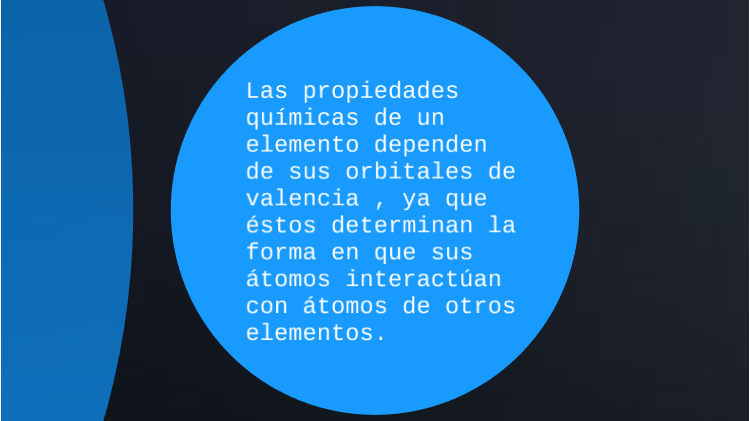 Las propiedades
químicas de un
elemento dependen
de sus orbitales de
valencia , ya que
éstos determinan la
forma en que sus
átomos interactúan
con átomos de otros
elementos.